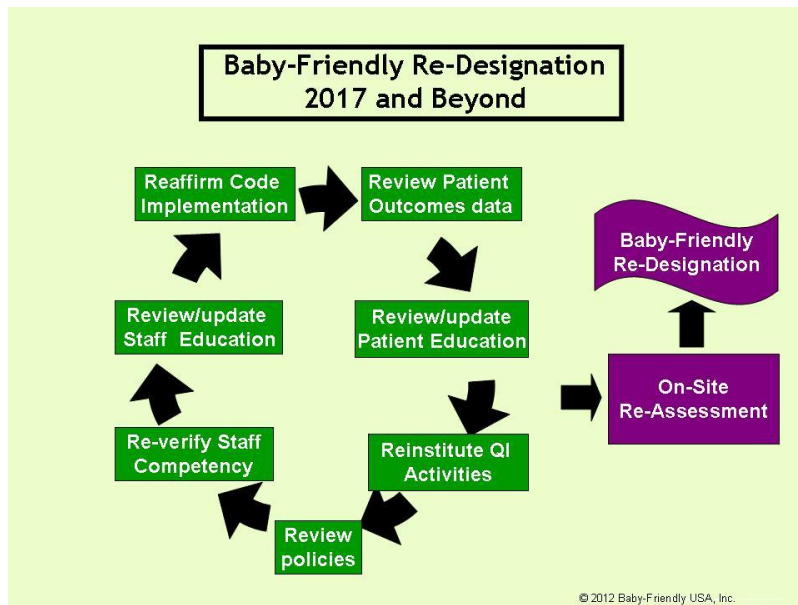 Baby-Friendly Re-Designation
2017 and Beyond
Reaffirm Code
Implementation
Review Patient
Outcomes data
Baby-Friendly
Re-Designation
Review/update
Staff Education
Review/update
Patient Education
On-Site
Re-Assessment
Re-verify Staff
Competency
Reinstitute QI
Activities
Review
policies
© 2012 Baby-Friendly USA, Inc.